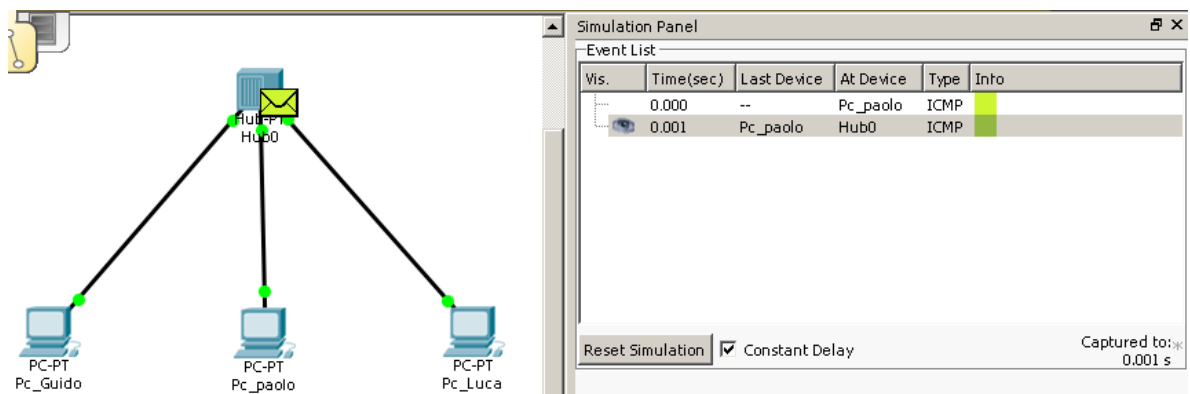 Hub-PT
Hub0
PC-PT
Pc_Guido
PC-PT
Pc_paolo
PC-PT
Pc_Luca
Simulation Panel
Event List
Vis. Time(sec) Last Device At Device Type Info
0.000 -- Pc_paolo ICMP
0.001 Pc_paolo Hub0 ICMP
Reset Simulation Constant Delay Captured to:*
0.001 s